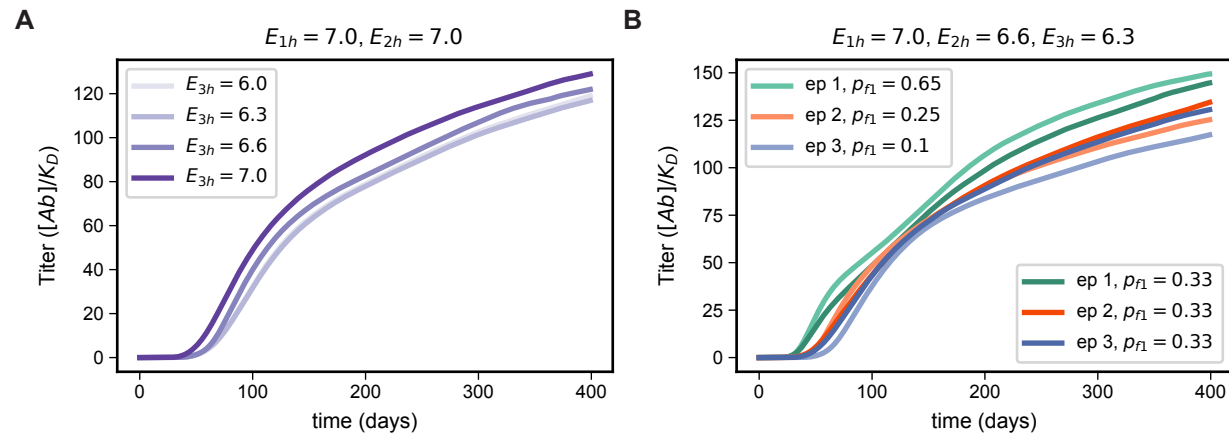 A
E1h = 7.0, E2h = 7.0
E3h = 6.0
E3h = 6.3
E3h = 6.6
E3h = 7.0
Titer ([Ab]/KD)
120
100
80
60
40
20
0
0 100 200 300 400
time (days)
B
E1h = 7.0, E2h = 6.6, E3h = 6.3
ep 1, pf1 = 0.65
ep 2, pf1 = 0.25
ep 3, pf1 = 0.1
ep 1, pf1 = 0.33
ep 2, pf1 = 0.33
ep 3, pf1 = 0.33
Titer ([Ab]/KD)
150
125
100
75
50
25
0
0 100 200 300 400
time (days)